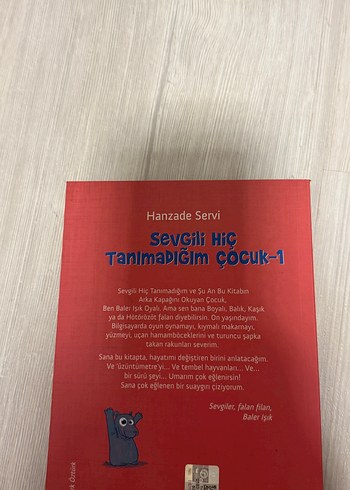 Hanzade Servi
Sevgili Hiç
Tanımadığım Çocuk-1
Sevgili Hiç Tanımadığım ve Şu An Bu Kitabın
Arka Kapağını Okuyan Çocuk,
Ben Baler Işık Oyalı. Ama sen bana Boyalı, Balık, Kaşık
ya da Hötörözöt falan diyebilirsin. On yaşındayım.
Bilgisayarda oyun oynamayı, kıymalı makarnayı,
yüzmeyi, uçan hamamböceklerini ve turuncu şapka
takan rakunları severim.
Sana bu kitapta, hayatımı değiştiren birini anlatacağım.
Ve 'üzüntümetre'yi... Ve tembel hayvanları... Ve...
bir sürü şeyi... Umarım çok eğlenirsin!
Sana çok eğlenen bir suaygırı çiziyorum.
Sevgiler, falan filan,
Baler Işık
Öztürk